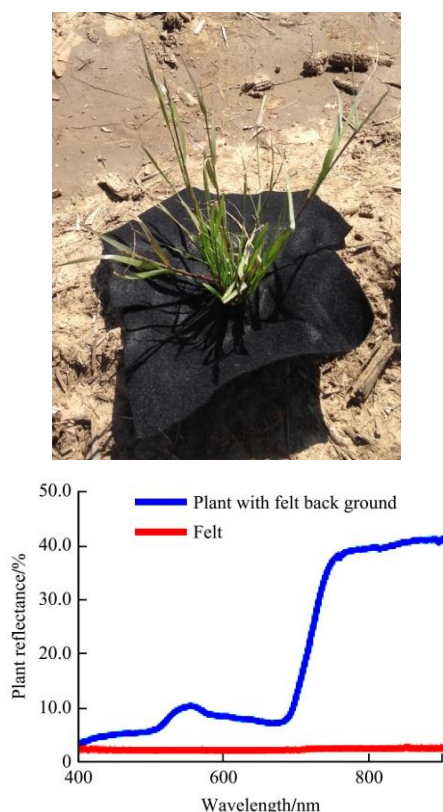 50.0
40.0
30.0
20.0
10.0
0
Plant reflectance/%
Plant with felt back ground
Felt
400
600
800
Wavelength/nm